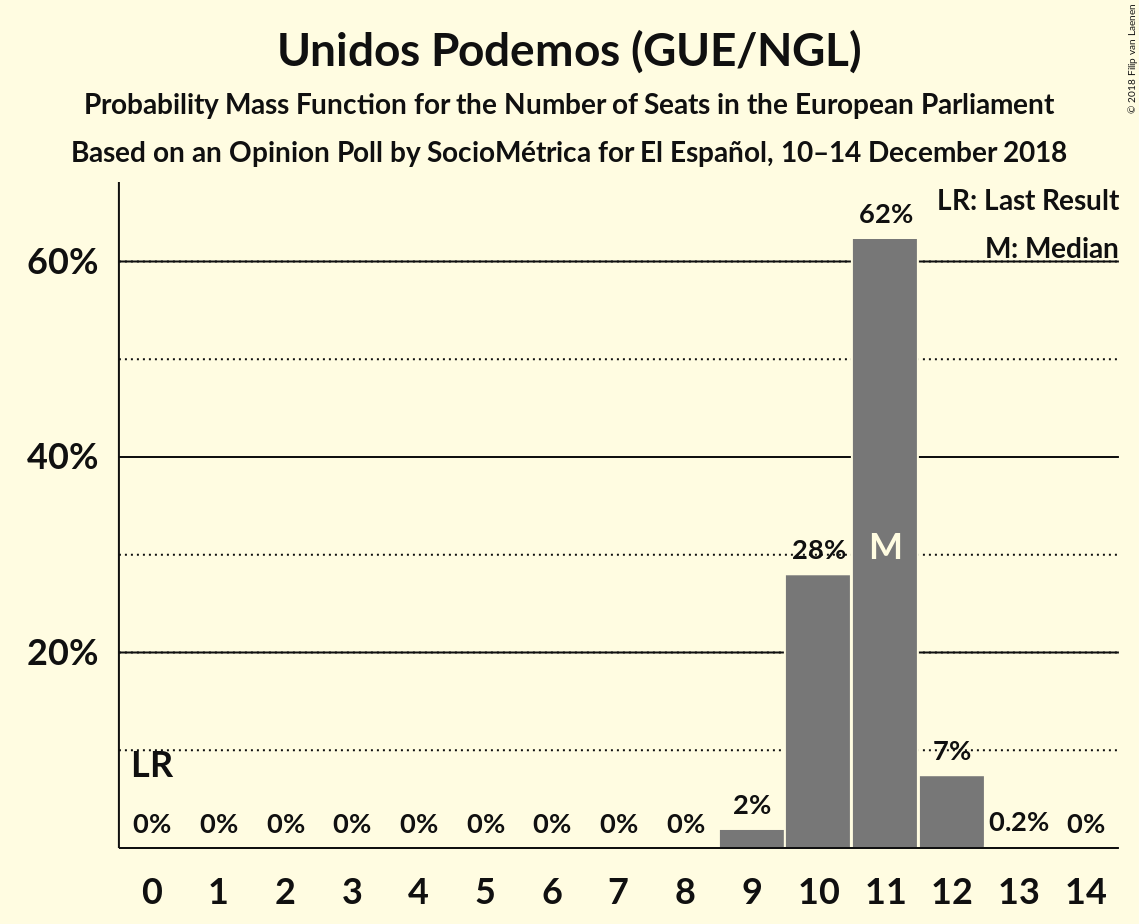 Unidos Podemos (GUE/NGL)
Probability Mass Function for the Number of Seats in the European Parliament
Based on an Opinion Poll by SocioMétrica for El Español, 10–14 December 2018
© 2018 Filip van Laenen
LR: Last Result
M: Median
60%
40%
20%
LR
M
0% 0% 0% 0% 0% 0% 0% 0% 0% 2% 28% 62% 7% 0.2% 0%
0 1 2 3 4 5 6 7 8 9 10 11 12 13 14